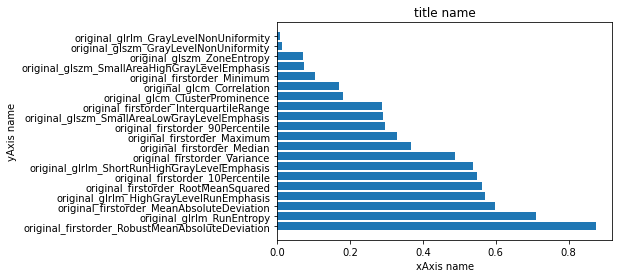 title name
original_glrlm_GrayLevelNonUniformity
original_glszm_GrayLevelNonUniformity
original_glszm_ZoneEntropy
original_glszm_SmallAreaHighGrayLevelEmphasis
original_firstorder_Minimum
original_glcm_Correlation
original_glcm_ClusterProminence
original_firstorder_InterquartileRange
original_glszm_SmallAreaLowGrayLevelEmphasis
original_firstorder_90Percentile
original_firstorder_Maximum
original_firstorder_Median
original_firstorder_Variance
original_glrlm_ShortRunHighGrayLevelEmphasis
original_firstorder_10Percentile
original_firstorder_RootMeanSquared
original_glrlm_HighGrayLevelRunEmphasis
original_firstorder_MeanAbsoluteDeviation
original_glrlm_RunEntropy
original_firstorder_RobustMeanAbsoluteDeviation
yAxis name
0.0 0.2 0.4 0.6 0.8
xAxis name